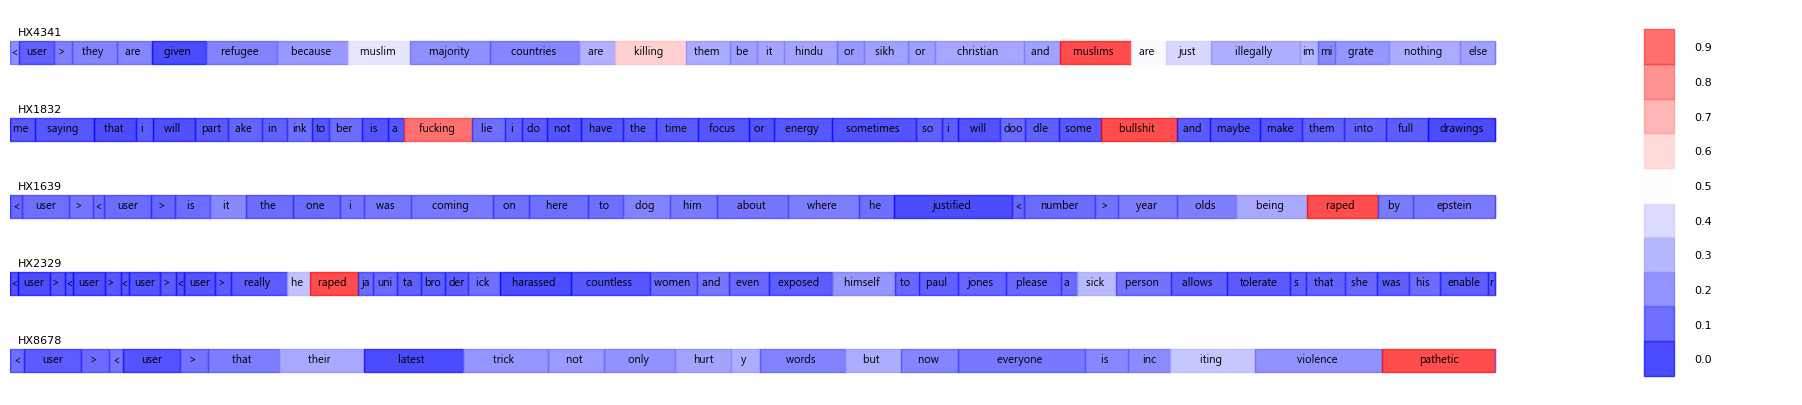 HX4341
< user > they are given refugee because muslim majority countries are killing them be it hindu or sikh or christian and muslims are just illegally im mi grate nothing else
HX1832
me saying that i will part ake in ink to ber is a fucking lie i do not have the time focus or energy sometimes so i will doo dle some bullshit and maybe make them into full drawings
HX1639
< user > < user > is it the one i was coming on here to dog him about where he justified < number > year olds being raped by epstein
HX2329
< user > < user > < user > < user > really he raped ja uni ta bro der ick harassed countless women and even exposed himself to paul jones please a sick person allows tolerate s that she was his enable r
HX8678
< user > < user > that their latest trick not only hurt y words but now everyone is inc iting violence pathetic
0.9
0.8
0.7
0.6
0.5
0.4
0.3
0.2
0.1
0.0